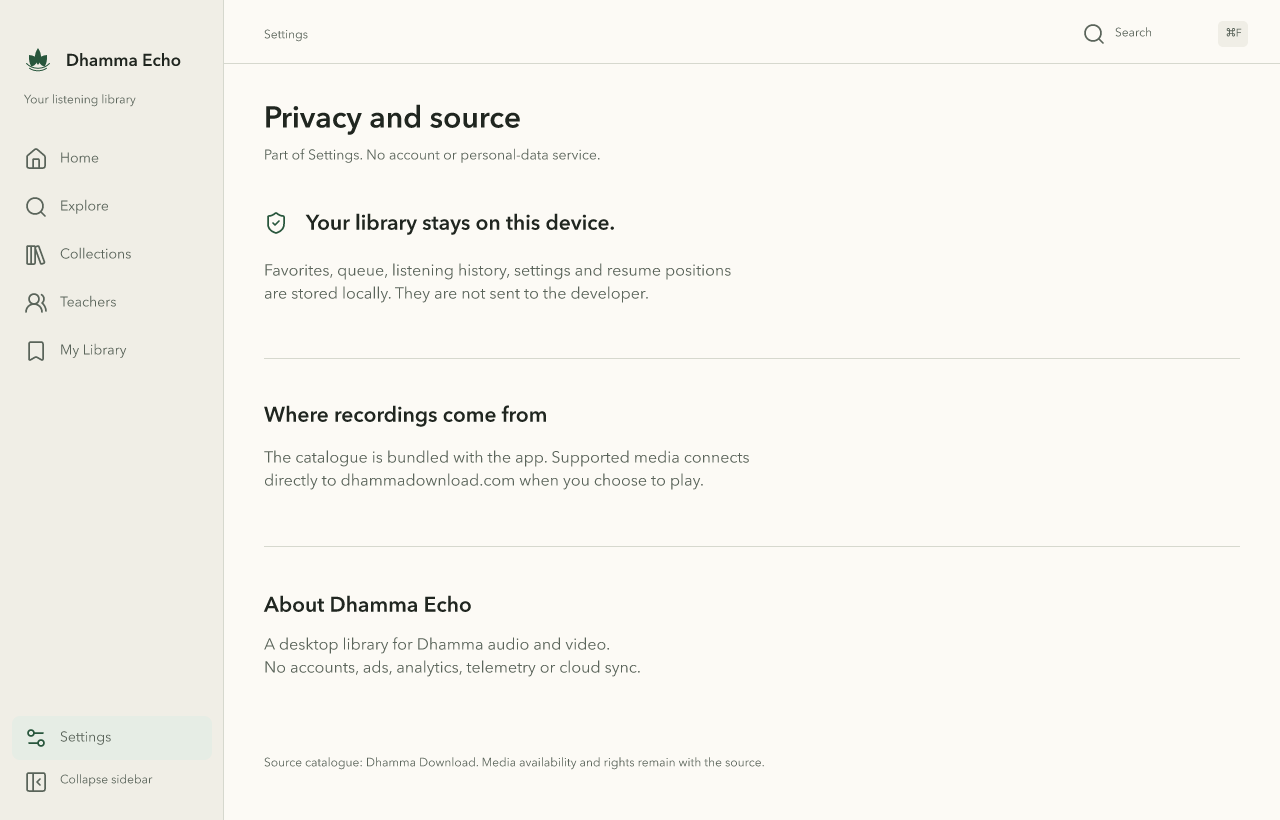 Dhamma Echo
Your listening library
Home
Explore
Collections
Teachers
My Library
Settings
Collapse sidebar
Settings
Search
⌘F
Privacy and source
Part of Settings. No account or personal-data service.
Your library stays on this device.
Favorites, queue, listening history, settings and resume positions
are stored locally. They are not sent to the developer.
Where recordings come from
The catalogue is bundled with the app. Supported media connects
directly to dhammadownload.com when you choose to play.
About Dhamma Echo
A desktop library for Dhamma audio and video.
No accounts, ads, analytics, telemetry or cloud sync.
Source catalogue: Dhamma Download. Media availability and rights remain with the source.